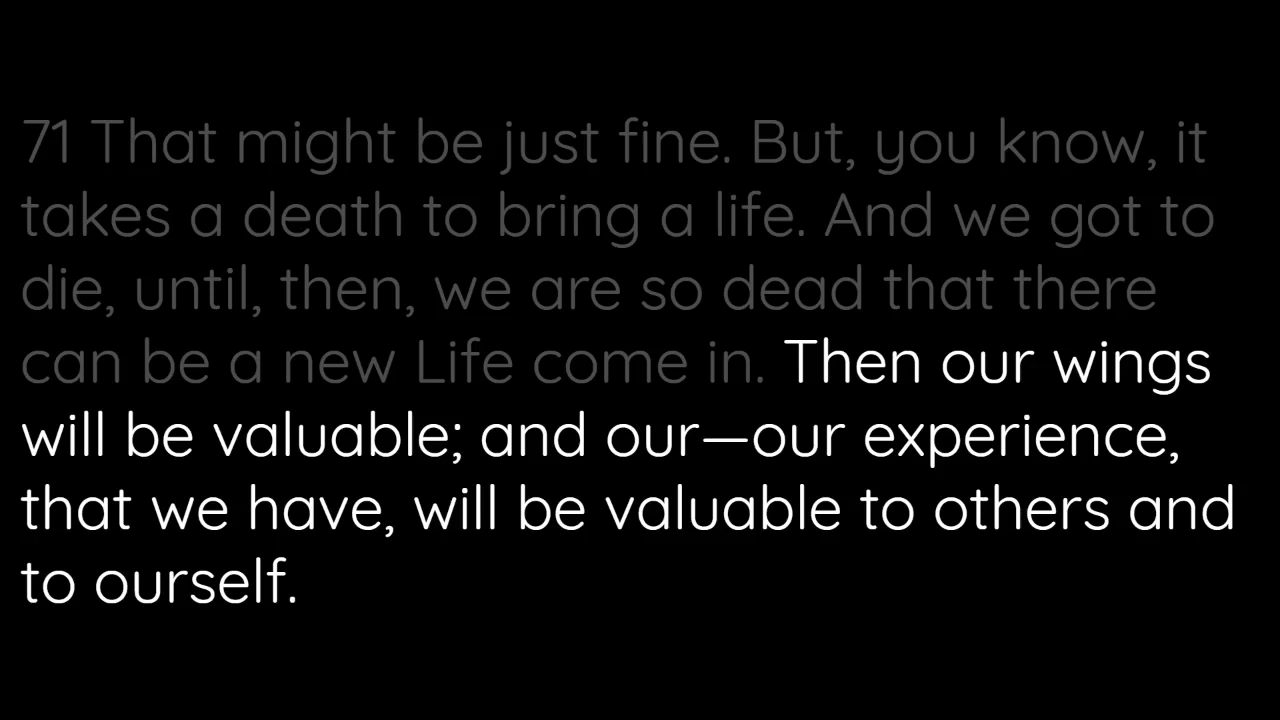 71 That might be just fine. But, you know, it
takes a death to bring a life. And we got to
die, until, then, we are so dead that there
can be a new Life come in. Then our wings
will be valuable; and our—our experience,
that we have, will be valuable to others and
to ourself.